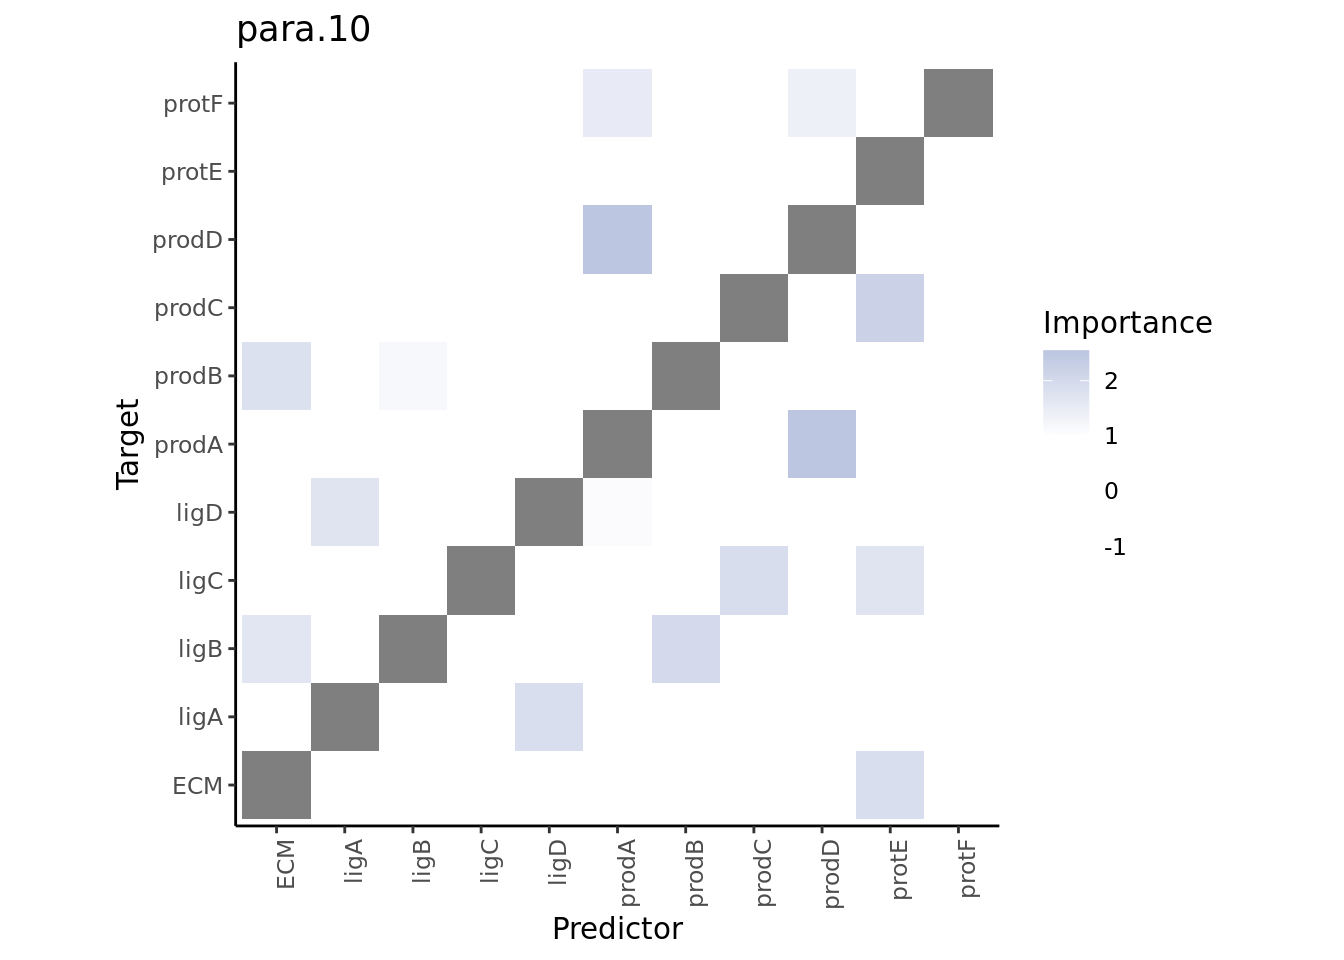 para.10
protF
protE
prodD
prodC
prodB
prodA
ligD
ligC
ligB
ligA
ECM
Target
ECM
ligA
ligB
ligC
ligD
prodA
prodB
prodC
prodD
protE
protF
Predictor
Importance
2
1
0
-1